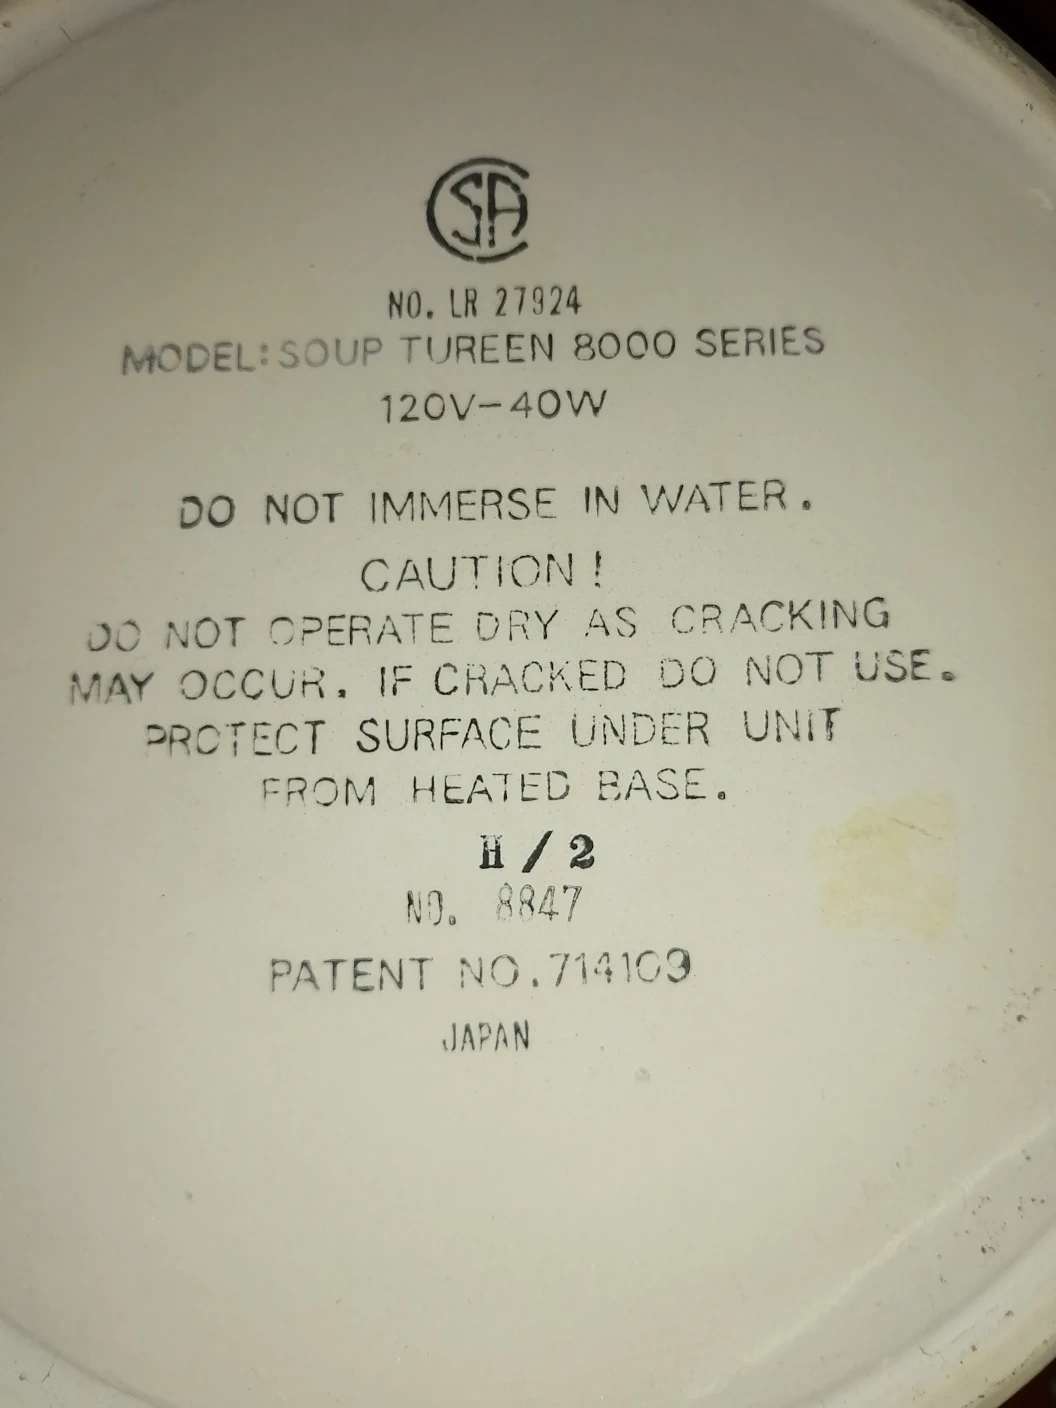 CSA
NO. LR 27924
MODEL: SOUP TUREEN 8000 SERIES
120V-40W
DO NOT IMMERSE IN WATER.
CAUTION!
DO NOT OPERATE DRY AS CRACKING
MAY OCCUR. IF CRACKED DO NOT USE.
PROTECT SURFACE UNDER UNIT
FROM HEATED BASE.
H/2
NO. 8847
PATENT NO. 714109
JAPAN